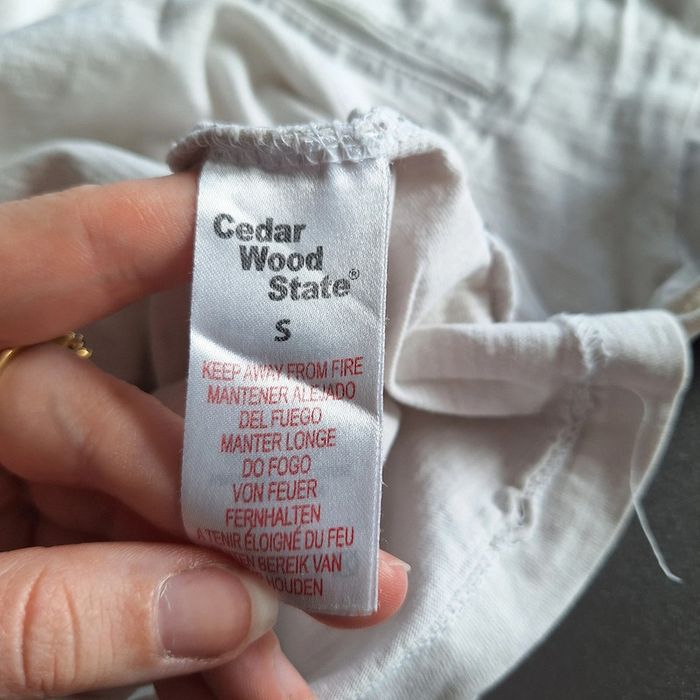 Cedar
Wood
State®
S
KEEP AWAY FROM FIRE
MANTENER ALEJADO
DEL FUEGO
MANTER LONGE
DO FOGO
VON FEUER
FERNHALTEN
A TENIR ÉLOIGNÉ DU FEU
BEREIK VAN
HOUDEN